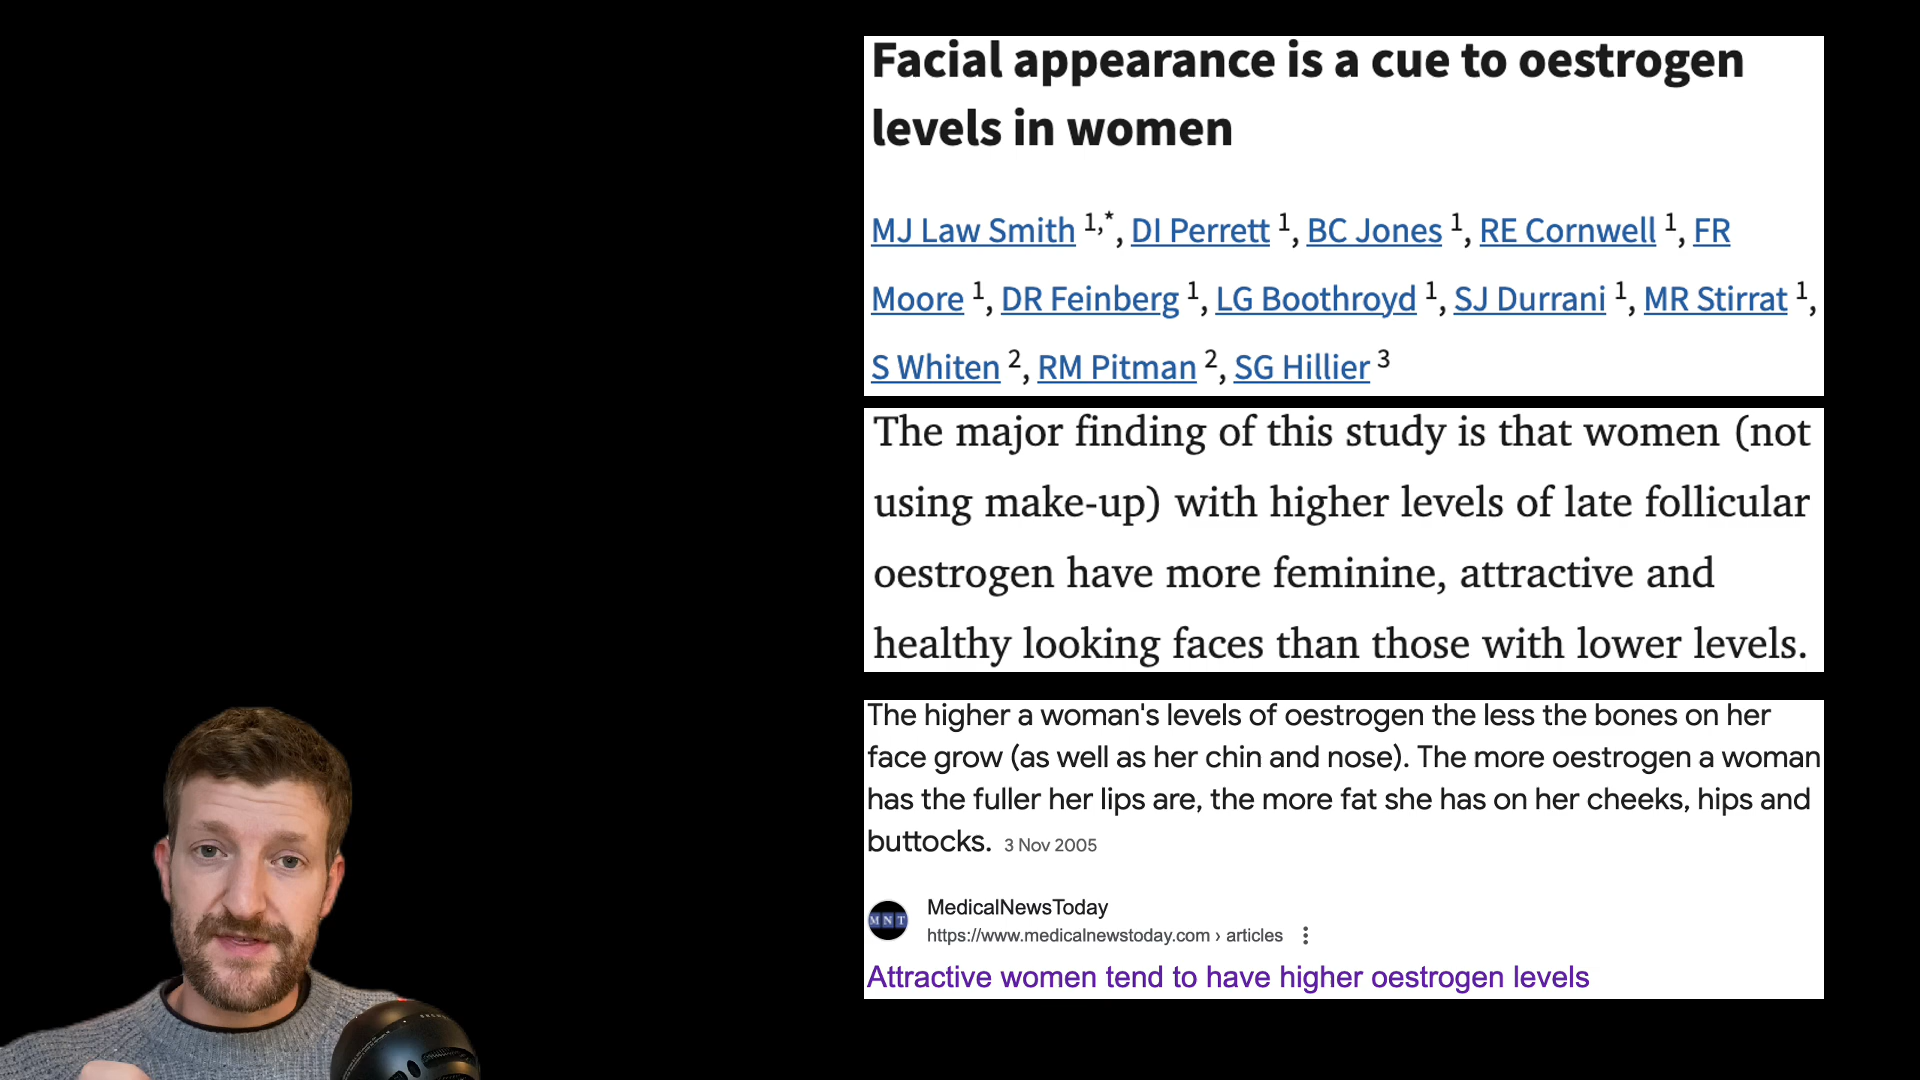 Facial appearance is a cue to oestrogen
levels in women
MJ Law Smith 1,*, DI Perrett 1, BC Jones 1, RE Cornwell 1, FR
Moore 1, DR Feinberg 1, LG Boothroyd 1, SJ Durrani 1, MR Stirrat 1,
S Whiten 2, RM Pitman 2, SG Hillier 3
The major finding of this study is that women (not
using make-up) with higher levels of late follicular
oestrogen have more feminine, attractive and
healthy looking faces than those with lower levels.
The higher a woman's levels of oestrogen the less the bones on her
face grow (as well as her chin and nose). The more oestrogen a woman
has the fuller her lips are, the more fat she has on her cheeks, hips and
buttocks. 3 Nov 2005
MNT
MedicalNewsToday
https://www.medicalnewstoday.com › articles
Attractive women tend to have higher oestrogen levels